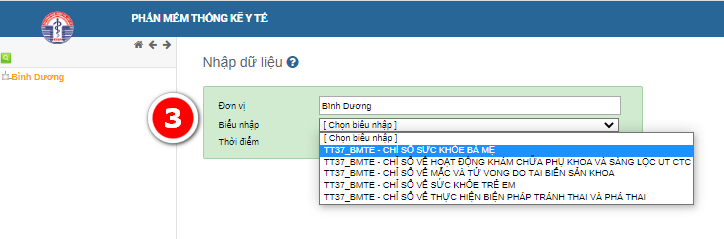 PHẦN MÈM THỐNG KÊ Y TẾ
Bình Dương
Nhập dữ liệu
Đơn vị
Bình Dương
3
Biểu nhập
[ Chọn biểu nhập ]
Thời điểm
[ Chọn biểu nhập ]
TT37_BMTE - CHỈ SỐ SỨC KHỎE BÀ MẸ
TT37_BMTE - CHỈ SỐ VỀ HOẠT ĐỘNG KHÁM CHỮA PHỤ KHOA VÀ SÀNG LỌC UT CTC
TT37_BMTE - CHỈ SỐ VỀ MẮC VÀ TỬ VONG DO TAI BIẾN SẢN KHOA
TT37_BMTE - CHỈ SỐ VỀ SỨC KHỎE TRẺ EM
TT37_BMTE - CHỈ SỐ VỀ THỰC HIỆN BIỆN PHÁP TRÁNH THAI VÀ PHÁ THAI